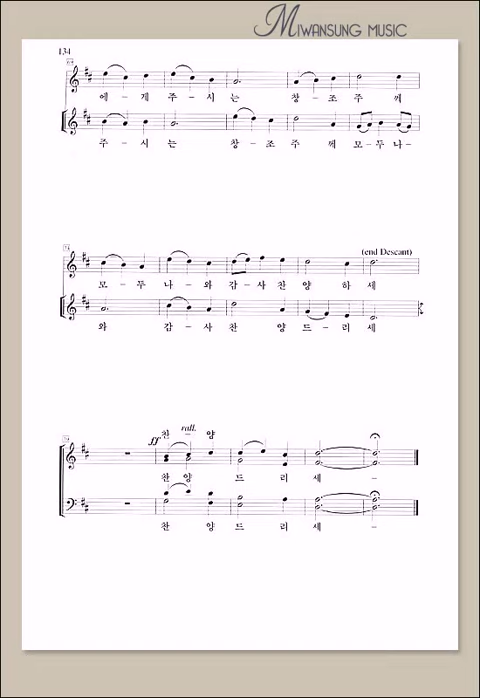 MIWANSUNG MUSIC
134
에 - 게 주 - 시 는 창 - 조 주 께
주 - 시 는 창 - 조 주 께 모 - 두 나 -
(end Descant)
모 - 두 나 - 와 감 - 사 찬 양 하 세
와 감 - 사 찬 양 드 - 리 세
ff rall.
찬 - 양
찬 양 드 리 세 -
찬 양 드 리 세 -